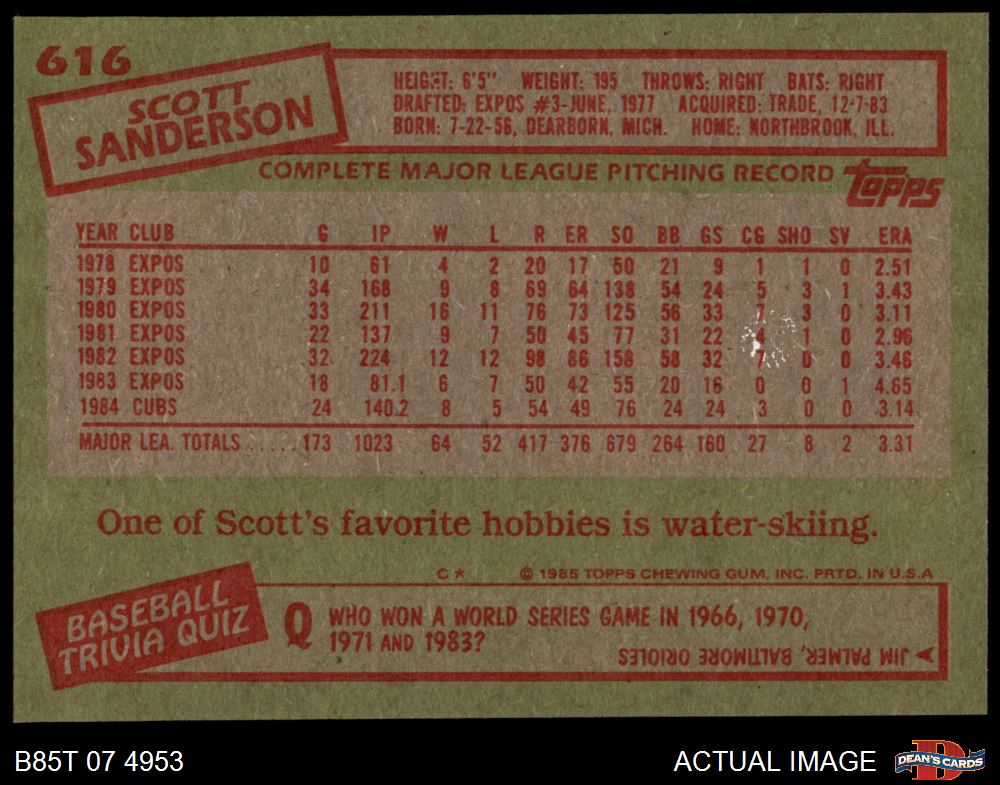 616
SCOTT
SANDERSON
HEIGHT: 6'5" WEIGHT: 195 THROWS: RIGHT BATS: RIGHT
DRAFTED: EXPOS #3-JUNE, 1977 ACQUIRED: TRADE, 12-7-83
BORN: 7-22-56, DEARBORN, MICH. HOME: NORTHBROOK, ILL.
COMPLETE MAJOR LEAGUE PITCHING RECORD
topps
YEAR CLUB G IP W L R ER SO BB GS CG SHO SV ERA
1978 EXPOS 10 61 4 2 20 17 50 21 9 1 1 0 2.51
1979 EXPOS 34 168 9 8 69 64 138 54 24 5 3 1 3.43
1980 EXPOS 33 211 16 11 76 73 125 56 33 7 3 0 3.11
1981 EXPOS 22 137 9 7 50 45 77 31 22 4 1 0 2.96
1982 EXPOS 32 224 12 12 98 86 158 58 32 7 0 0 3.46
1983 EXPOS 18 81.1 6 7 50 42 55 20 16 0 0 1 4.65
1984 CUBS 24 140.2 8 5 54 49 76 24 24 3 0 0 3.14
MAJOR LEA. TOTALS ..... 173 1023 64 52 417 376 679 264 160 27 8 2 3.31
One of Scott's favorite hobbies is water-skiing.
C* © 1985 TOPPS CHEWING GUM, INC. PRTD. IN U.S.A
BASEBALL
TRIVIA QUIZ
Q WHO WON A WORLD SERIES GAME IN 1966, 1970,
1971 AND 1983?
JIM PALMER, BALTIMORE ORIOLES
B85T 07 4953
ACTUAL IMAGE
D
DEAN'S CARDS